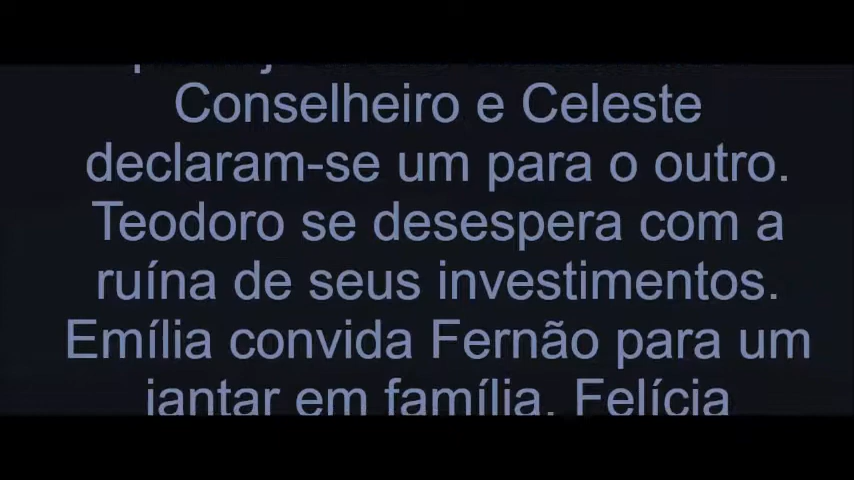 Conselheiro e Celeste
declaram-se um para o outro.
Teodoro se desespera com a
ruína de seus investimentos.
Emília convida Fernão para um
jantar em família. Felícia